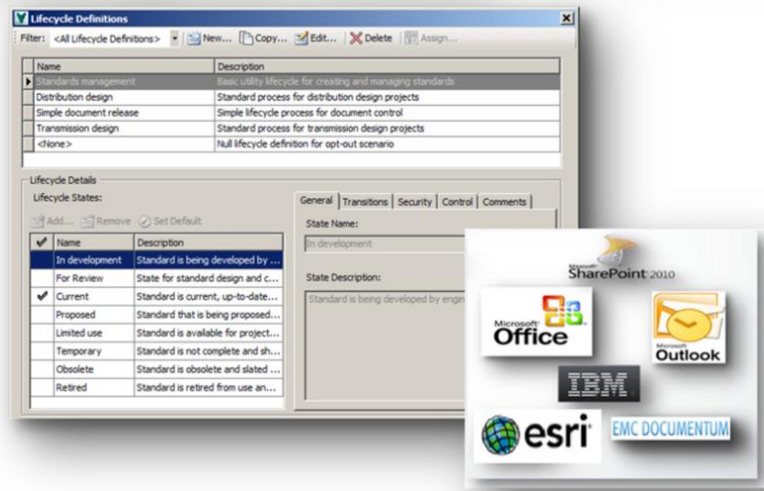 Lifecycle Definitions
Filter: <All Lifecycle Definitions> New... Copy... Edit... Delete Assign...
Name Description
Standards management Basic utility lifecycle for creating and managing standards
Distribution design Standard process for distribution design projects
Simple document release Simple lifecycle process for document control
Transmission design Standard process for transmission design projects
<None> Null lifecycle definition for opt-out scenario
Lifecycle Details
Lifecycle States:
Add... Remove Set Default
Name Description
In development Standard is being developed by ...
For Review State for standard design and c...
Current Standard is current, up-to-date...
Proposed Standard that is being proposed...
Limited use Standard is available for project...
Temporary Standard is not complete and sh...
Obsolete Standard is obsolete and slated ...
Retired Standard is retired from use an...
General Transitions Security Control Comments
State Name:
In development
State Description:
Standard is being developed by engin
Microsoft
SharePoint 2010
Microsoft
Office
Microsoft
Outlook
IBM
esri
EMC DOCUMENTUM